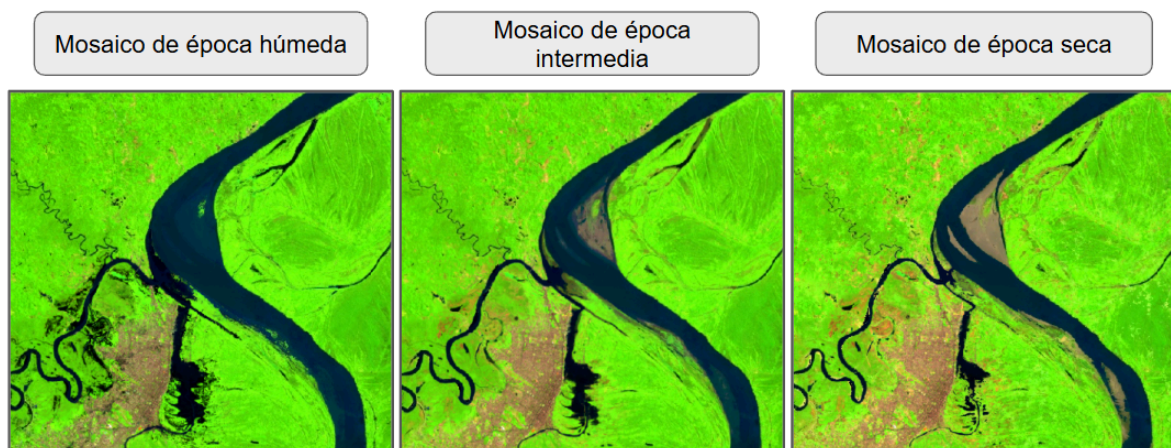 Mosaico de época húmeda
Mosaico de época
intermedia
Mosaico de época seca